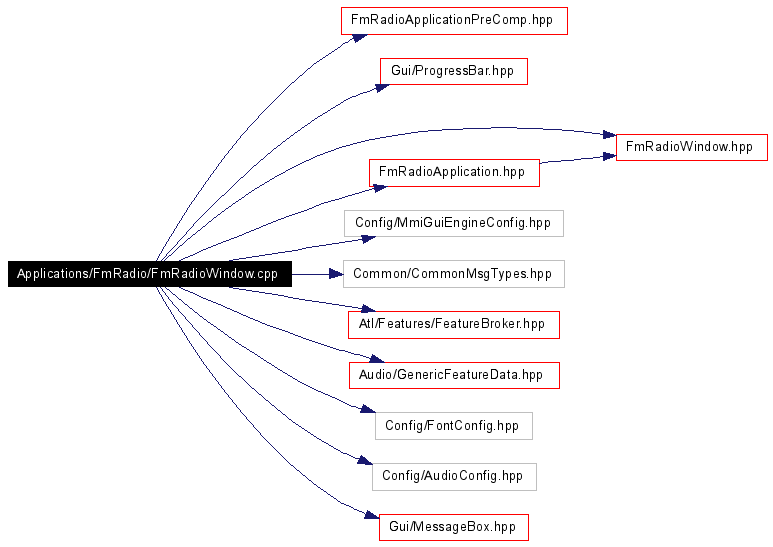 FmRadioApplicationPreComp.hpp
Gui/ProgressBar.hpp
FmRadioWindow.hpp
FmRadioApplication.hpp
Config/MmiGuiEngineConfig.hpp
Applications/FmRadio/FmRadioWindow.cpp
Common/CommonMsgTypes.hpp
Atl/Features/FeatureBroker.hpp
Audio/GenericFeatureData.hpp
Config/FontConfig.hpp
Config/AudioConfig.hpp
Gui/MessageBox.hpp